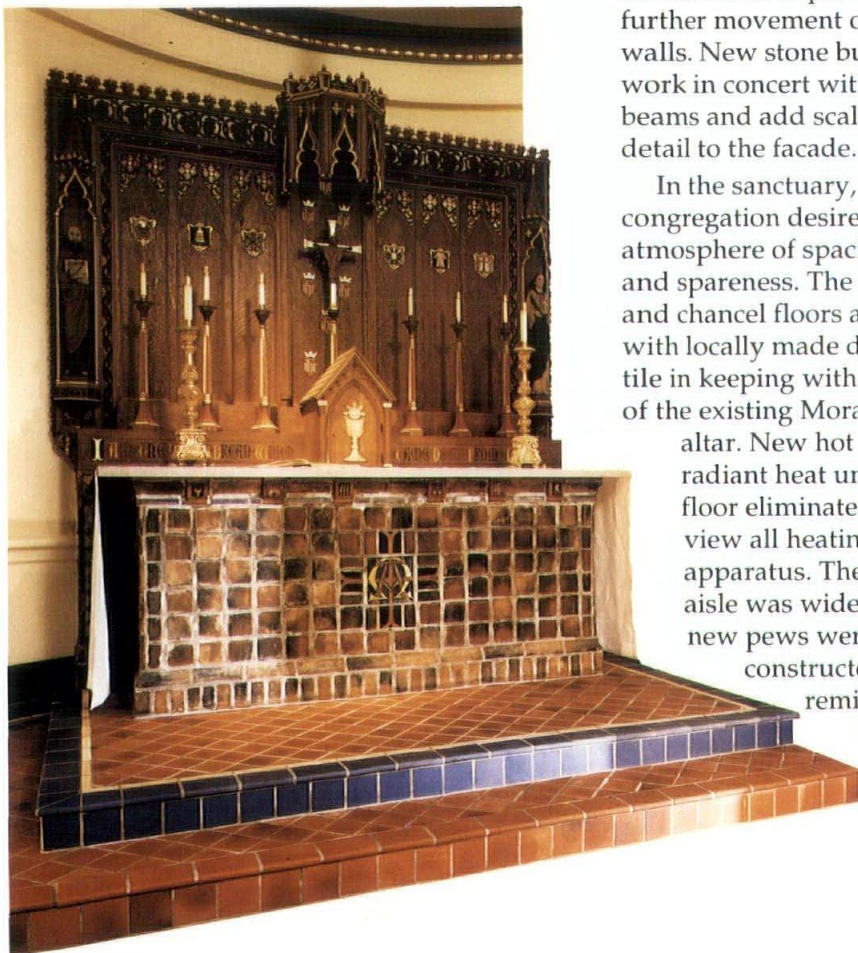 further movement o
walls. New stone bu
work in concert wit
beams and add scal
detail to the facade.
In the sanctuary,
congregation desire
atmosphere of spac
and spareness. The
and chancel floors a
with locally made d
tile in keeping with
of the existing Mora
altar. New hot
radiant heat ur
floor eliminate
view all heatin
apparatus. The
aisle was wide
new pews wer
constructe
remi